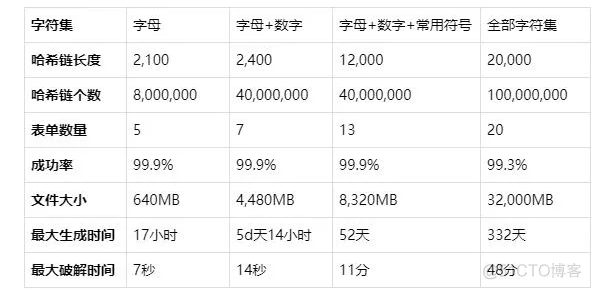 字符集 字母 字母+数字 字母+数字+常用符号 全部字符集
哈希链长度 2,100 2,400 12,000 20,000
哈希链个数 8,000,000 40,000,000 40,000,000 100,000,000
表单数量 5 7 13 20
成功率 99.9% 99.9% 99.9% 99.3%
文件大小 640MB 4,480MB 8,320MB 32,000MB
最大生成时间 17小时 5d天14小时 52天 332天
最大破解时间 7秒 14秒 11分 48分
CTO博客